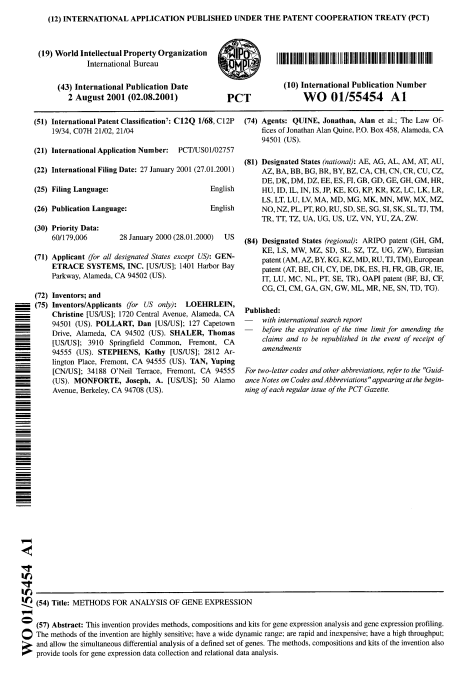 (12) INTERNATIONAL APPLICATION PUBLISHED UNDER THE PATENT COOPERATION TREATY (PCT)
(19) World Intellectual Property Organization
International Bureau
(43) International Publication Date
2 August 2001 (02.08.2001)
PCT
(10) International Publication Number
WO 01/55454 A1
(51) International Patent Classification7: C12Q 1/68, C12P
19/34, C07H 21/02, 21/04
(21) International Application Number: PCT/US01/02757
(22) International Filing Date: 27 January 2001 (27.01.2001)
(25) Filing Language: English
(26) Publication Language: English
(30) Priority Data:
60/179,006 28 January 2000 (28.01.2000) US
(71) Applicant (for all designated States except US): GEN-
ETRACE SYSTEMS, INC. [US/US]; 1401 Harbor Bay
Parkway, Alameda, CA 94502 (US).
(72) Inventors; and
(75) Inventors/Applicants (for US only): LOEHRLEIN,
Christine [US/US]; 1720 Central Avenue, Alameda, CA
94501 (US). POLLART, Dan [US/US]; 127 Capetown
Drive, Alameda, CA 94502 (US). SHALER, Thomas
[US/US]; 3910 Springfield Common, Fremont, CA
94555 (US). STEPHENS, Kathy [US/US]; 2812 Ar-
lington Place, Fremont, CA 94555 (US). TAN, Yuping
[CN/US]; 34188 O'Neil Terrace, Fremont, CA 94555
(US). MONFORTE, Joseph, A. [US/US]; 50 Alamo
Avenue, Berkeley, CA 94708 (US).
(74) Agents: QUINE, Jonathan, Alan et al.; The Law Of-
fices of Jonathan Alan Quine, P.O. Box 458, Alameda, CA
94501 (US).
(81) Designated States (national): AE, AG, AL, AM, AT, AU,
AZ, BA, BB, BG, BR, BY, BZ, CA, CH, CN, CR, CU, CZ,
DE, DK, DM, DZ, EE, ES, FI, GB, GD, GE, GH, GM, HR,
HU, ID, IL, IN, IS, JP, KE, KG, KP, KR, KZ, LC, LK, LR,
LS, LT, LU, LV, MA, MD, MG, MK, MN, MW, MX, MZ,
NO, NZ, PL, PT, RO, RU, SD, SE, SG, SI, SK, SL, TJ, TM,
TR, TT, TZ, UA, UG, US, UZ, VN, YU, ZA, ZW.
(84) Designated States (regional): ARIPO patent (GH, GM,
KE, LS, MW, MZ, SD, SL, SZ, TZ, UG, ZW), Eurasian
patent (AM, AZ, BY, KG, KZ, MD, RU, TJ, TM), European
patent (AT, BE, CH, CY, DE, DK, ES, FI, FR, GB, GR, IE,
IT, LU, MC, NL, PT, SE, TR), OAPI patent (BF, BJ, CF,
CG, CI, CM, GA, GN, GW, ML, MR, NE, SN, TD, TG).
Published:
— with international search report
— before the expiration of the time limit for amending the
claims and to be republished in the event of receipt of
amendments
For two-letter codes and other abbreviations, refer to the "Guid-
ance Notes on Codes and Abbreviations" appearing at the begin-
ning of each regular issue of the PCT Gazette.
WO 01/55454 A1
(54) Title: METHODS FOR ANALYSIS OF GENE EXPRESSION
(57) Abstract: This invention provides methods, compositions and kits for gene expression analysis and gene expression profiling.
The methods of the invention are highly sensitive; have a wide dynamic range; are rapid and inexpensive; have a high throughput;
and allow the simultaneous differential analysis of a defined set of genes. The methods, compositions and kits of the invention also
provide tools for gene expression data collection and relational data analysis.